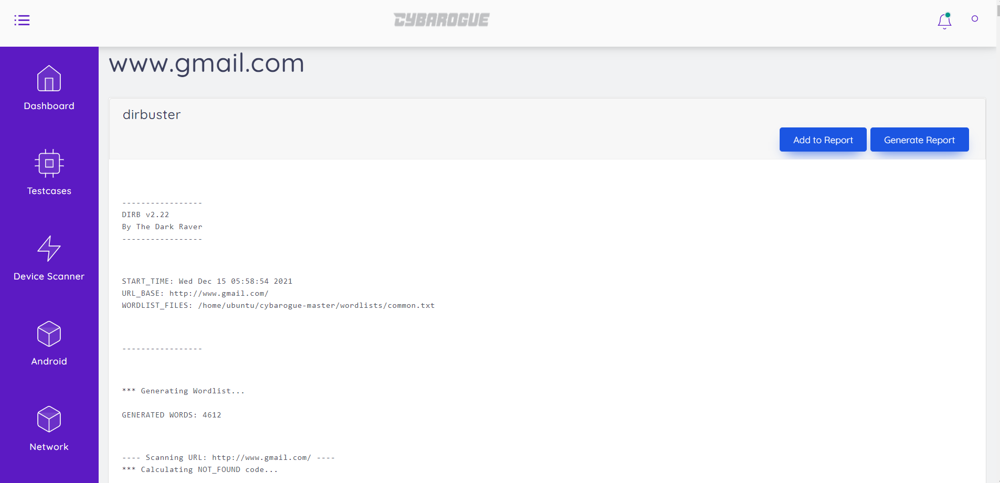 CYBAROGUE
www.gmail.com
Dashboard
Testcases
Device Scanner
Android
Network
dirbuster
Add to Report
Generate Report
-----------------
DIRB v2.22
By The Dark Raver
-----------------
START_TIME: Wed Dec 15 05:58:54 2021
URL_BASE: http://www.gmail.com/
WORDLIST_FILES: /home/ubuntu/cybarogue-master/wordlists/common.txt
-----------------
*** Generating Wordlist...
GENERATED WORDS: 4612
---- Scanning URL: http://www.gmail.com/ ----
*** Calculating NOT_FOUND code...